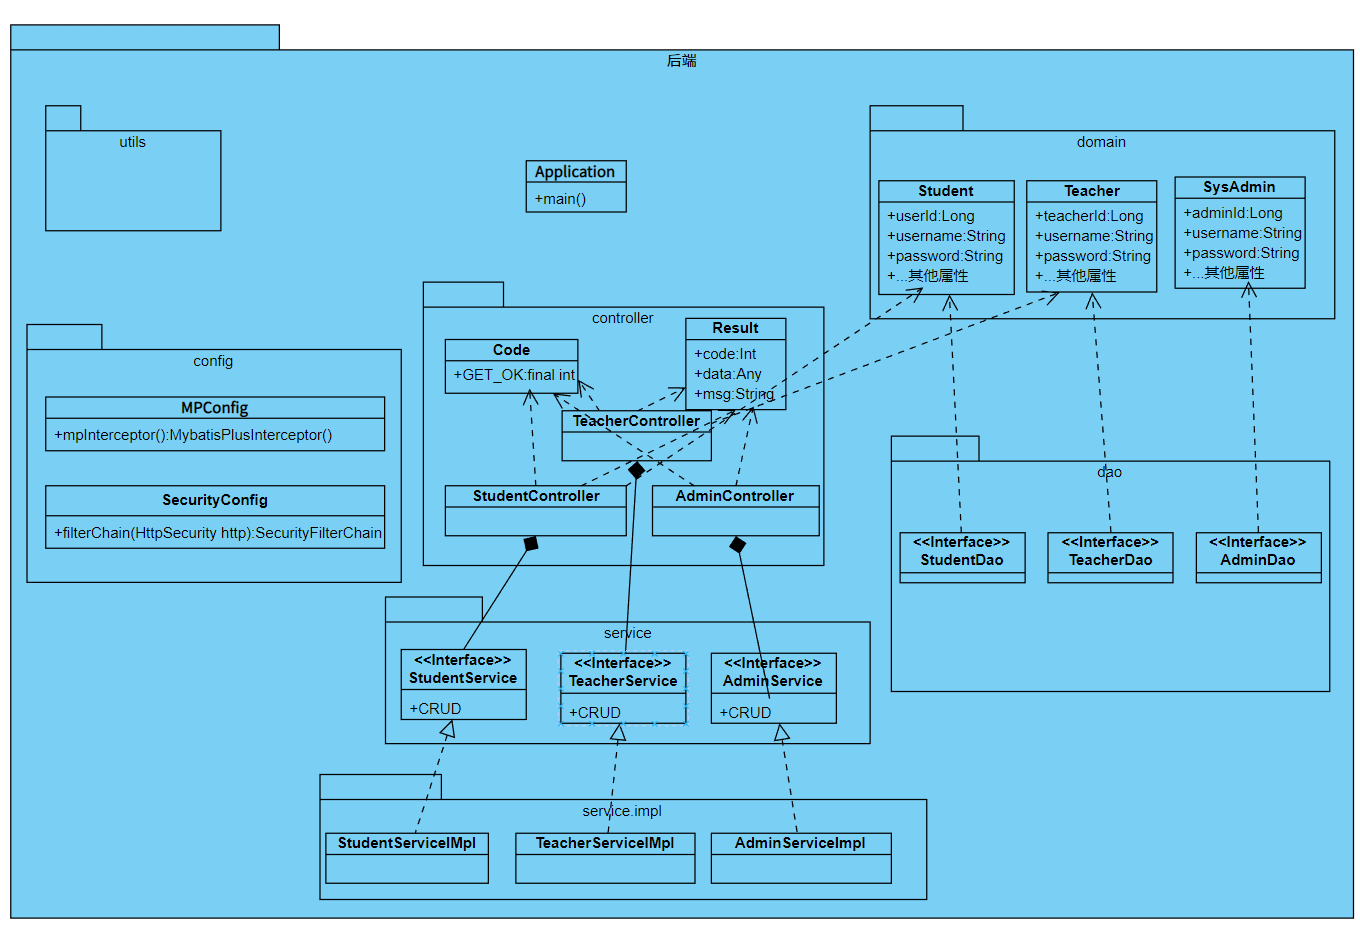 后端
utils
Application
+main()
domain
Student
+userId:Long
+username:String
+password:String
+...其他属性
Teacher
+teacherId:Long
+username:String
+password:String
+...其他属性
SysAdmin
+adminId:Long
+username:String
+password:String
+...其他属性
controller
Code
+GET_OK:final int
Result
+code:Int
+data:Any
+msg:String
TeacherController
StudentController
AdminController
config
MPConfig
+mpInterceptor():MybatisPlusInterceptor()
SecurityConfig
+filterChain(HttpSecurity http):SecurityFilterChain
dao
<<Interface>>
StudentDao
<<Interface>>
TeacherDao
<<Interface>>
AdminDao
service
<<Interface>>
StudentService
+CRUD
<<Interface>>
TeacherService
+CRUD
<<Interface>>
AdminService
+CRUD
service.impl
StudentServiceIMpl
TeacherServiceIMpl
AdminServiceImpl